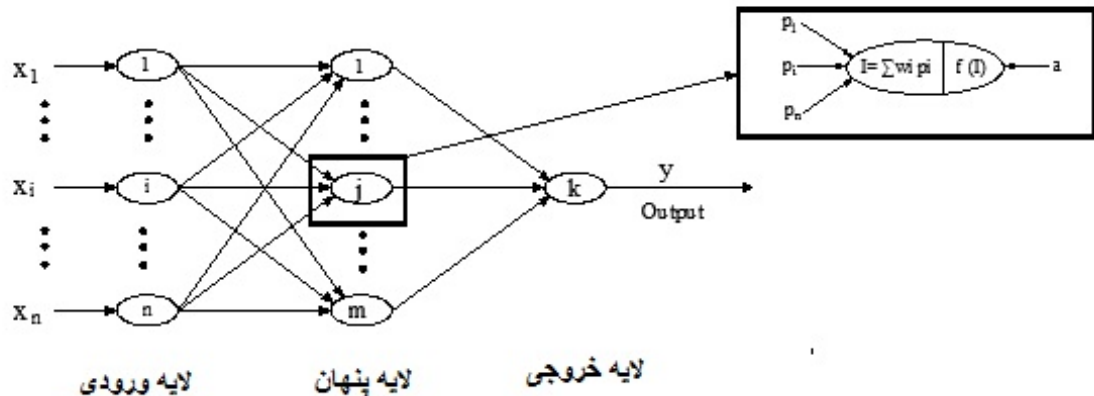 x1
1
1
p1
pi
I= ∑wi pi
f (I)
a
pn
xi
i
j
k
y
Output
xn
n
m
لایه ورودی
لایه پنهان
لایه خروجی